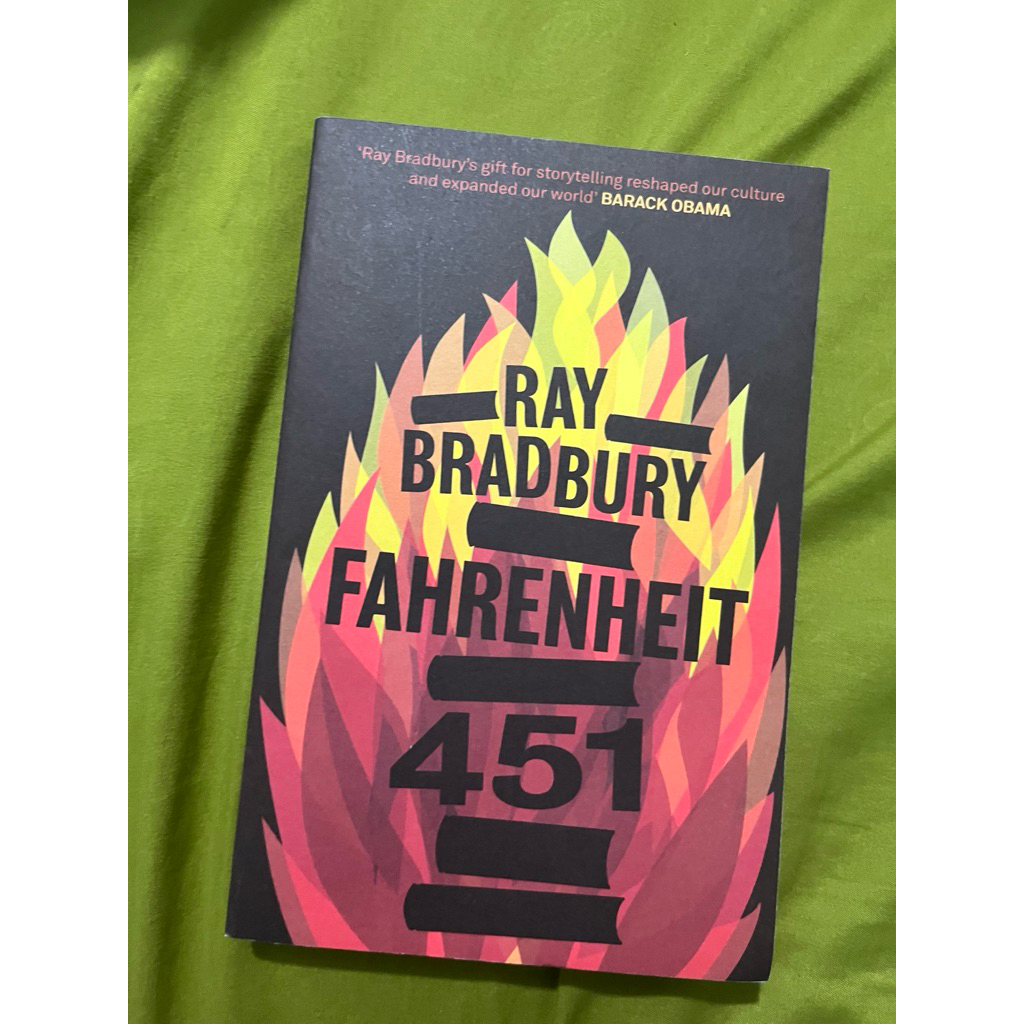 'Ray Bradbury's gift for storytelling reshaped our culture
and expanded our world' BARACK OBAMA
RAY
BRADBURY
FAHRENHEIT
451